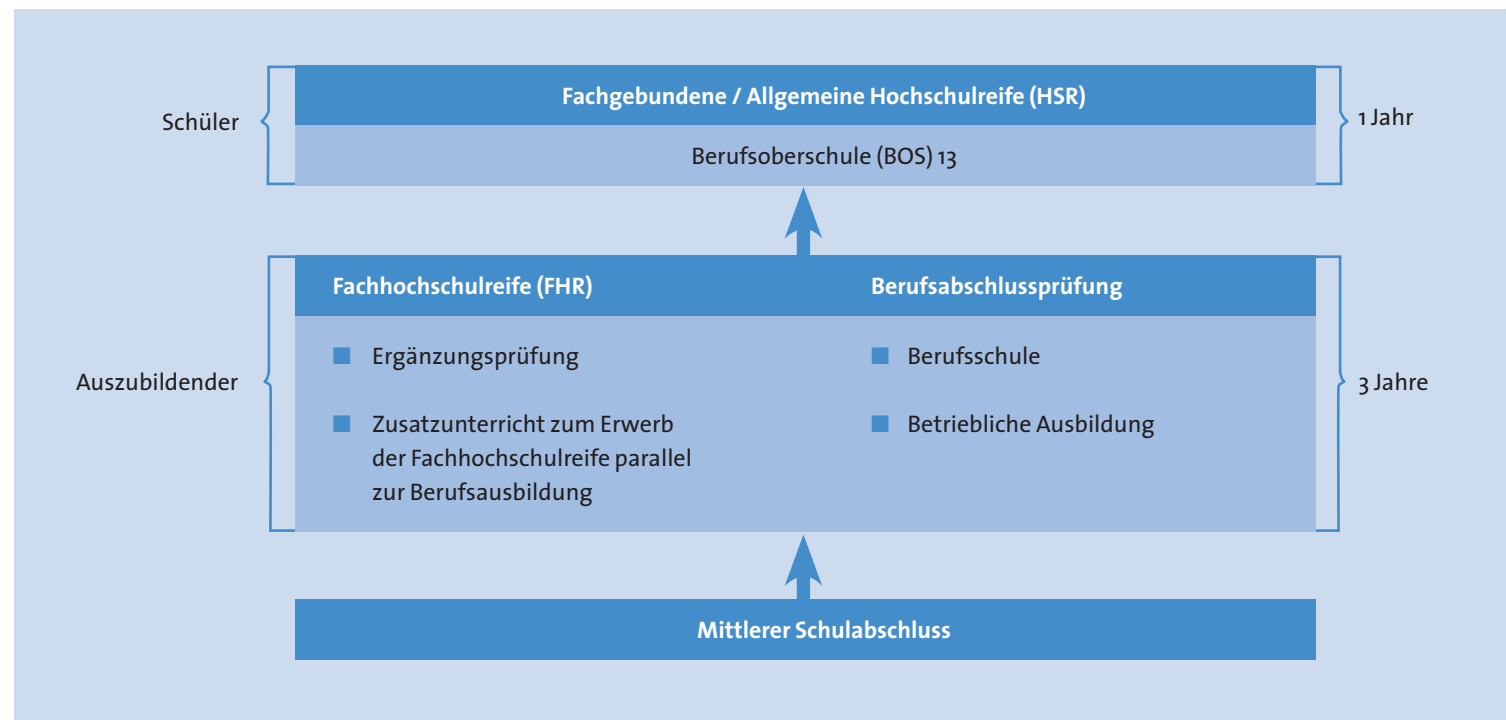 Fachgebundene / Allgemeine Hochschulreife (HSR)
Schüler
1 Jahr
Berufsoberschule (BOS) 13
Fachhochschulreife (FHR)
Berufsabschlussprüfung
Ergänzungsprüfung
Berufsschule
Auszubildender
3 Jahre
Zusatzunterricht zum Erwerb
der Fachhochschulreife parallel
zur Berufsausbildung
Betriebliche Ausbildung
Mittlerer Schulabschluss